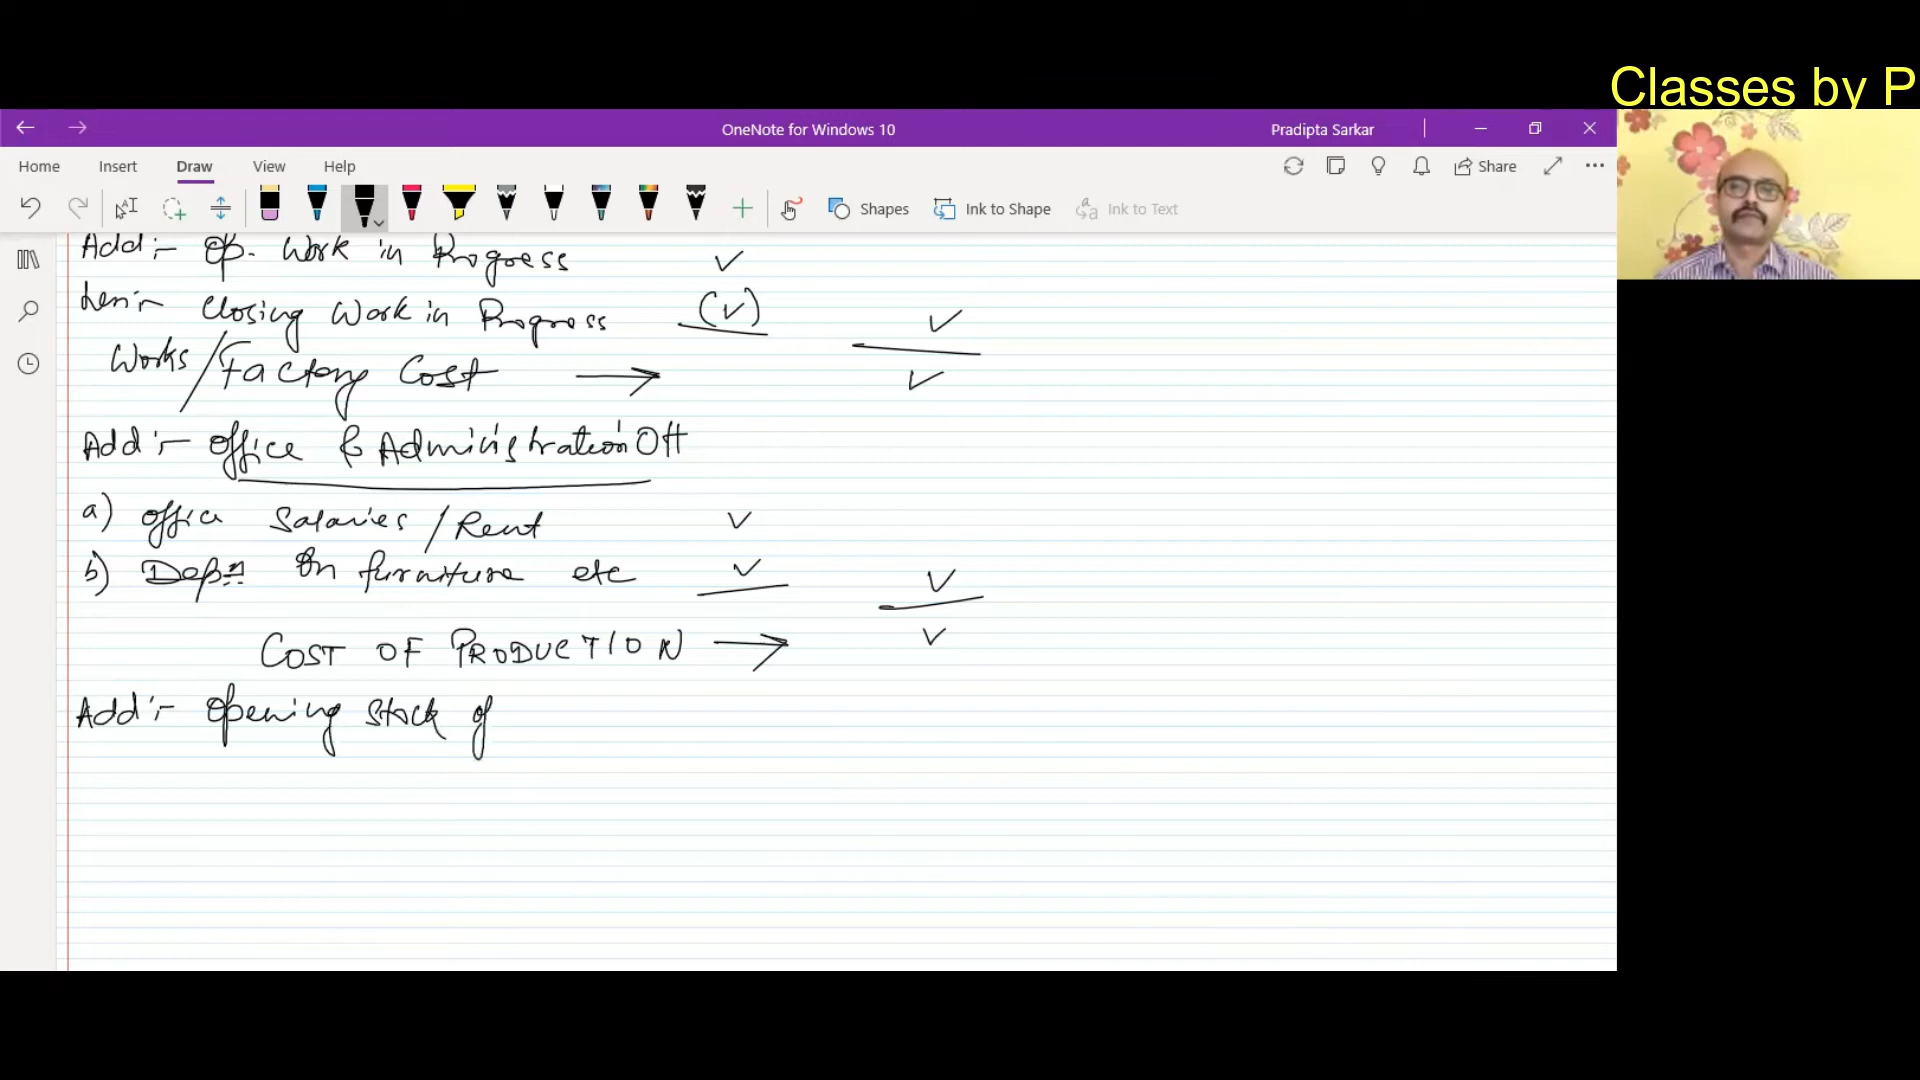 Classes by P
OneNote for Windows 10
Pradipta Sarkar
Home Insert Draw View Help
Share
Shapes Ink to Shape Ink to Text
Add:- Op. Work in Progress ✓
Less:- Closing Work in Progress (✓) ✓
Works/Factory Cost → ✓
Add:- Office & Administration OH
a) Office Salaries/Rent ✓
b) Depn on furniture etc ✓ ✓
COST OF PRODUCTION → ✓
Add:- Opening Stock of